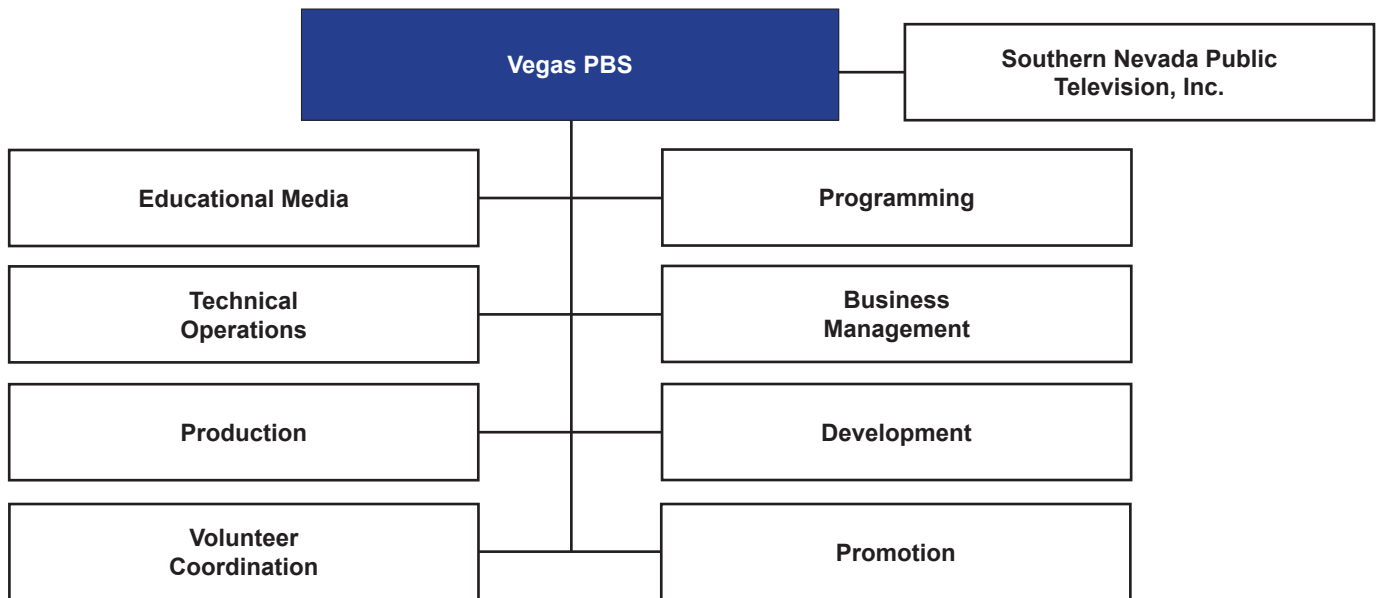 Vegas PBS
Southern Nevada Public
Television, Inc.
Educational Media
Programming
Technical
Operations
Business
Management
Production
Development
Volunteer
Coordination
Promotion